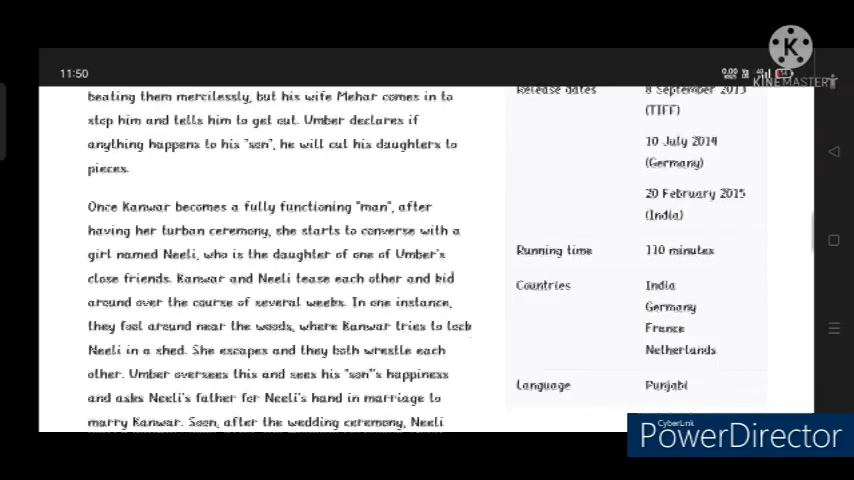 11:50
KINEMASTER
beating them mercilessly, but his wife Mehar comes in to
stop him and tells him to get out. Umber declares if
anything happens to his "son", he will cut his daughters to
pieces.
Once Kanwar becomes a fully functioning "man", after
having her turban ceremony, she starts to converse with a
girl named Neeli, who is the daughter of one of Umber's
close friends. Kanwar and Neeli tease each other and kid
around over the course of several weeks. In one instance,
they fool around near the woods, where Kanwar tries to lock
Neeli in a shed. She escapes and they both wrestle each
other. Umber oversees this and sees his "son"'s happiness
and asks Neeli's father for Neeli's hand in marriage to
marry Kanwar. Soon, after the wedding ceremony, Neeli
Release dates
8 September 2013
(TIFF)
10 July 2014
(Germany)
20 February 2015
(India)
Running time
110 minutes
Countries
India
Germany
France
Netherlands
Language
Punjabi
CyberLink
PowerDirector